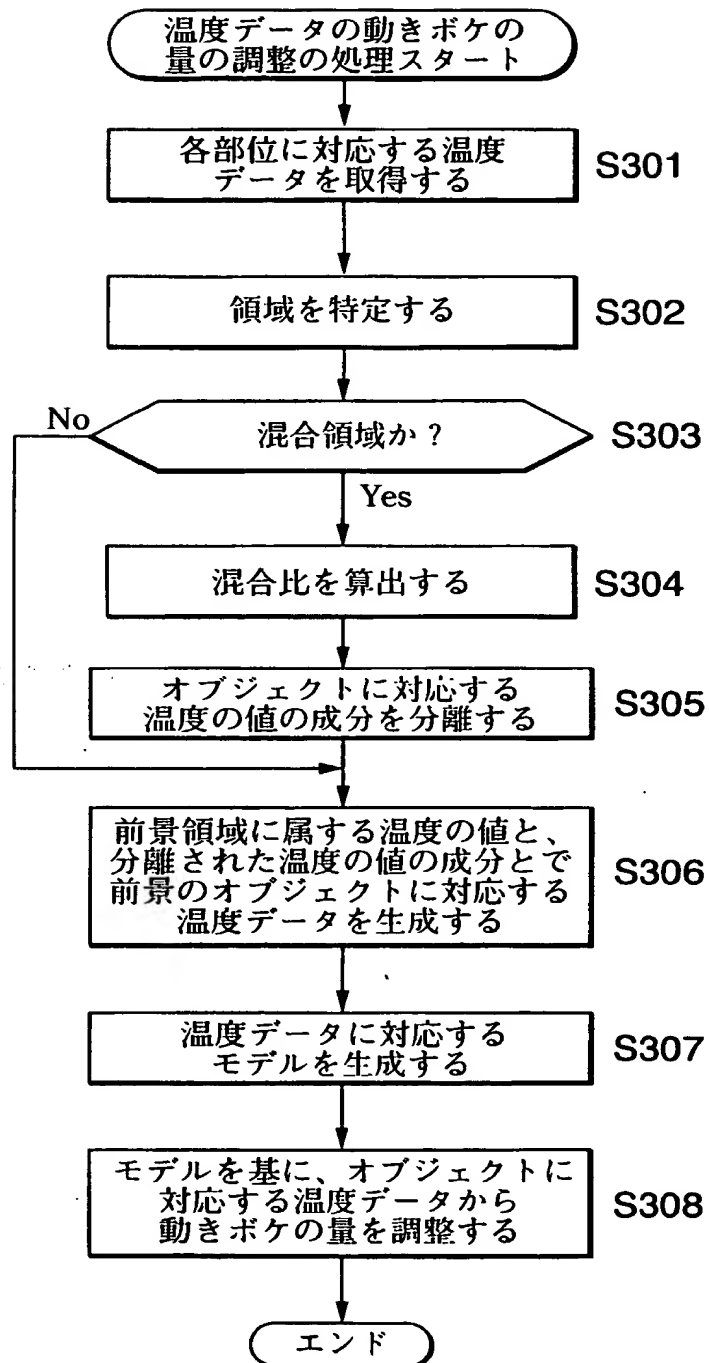 温度データの動きボケの
量の調整の処理スタート
各部位に対応する温度
データを取得する
S301
領域を特定する
S302
No
混合領域か?
S303
Yes
混合比を算出する
S304
オブジェクトに対応する
温度の値の成分を分離する
S305
前景領域に属する温度の値と、
分離された温度の値の成分とで
前景のオブジェクトに対応する
温度データを生成する
S306
温度データに対応する
モデルを生成する
S307
モデルを基に、オブジェクトに
対応する温度データから
動きボケの量を調整する
S308
エンド